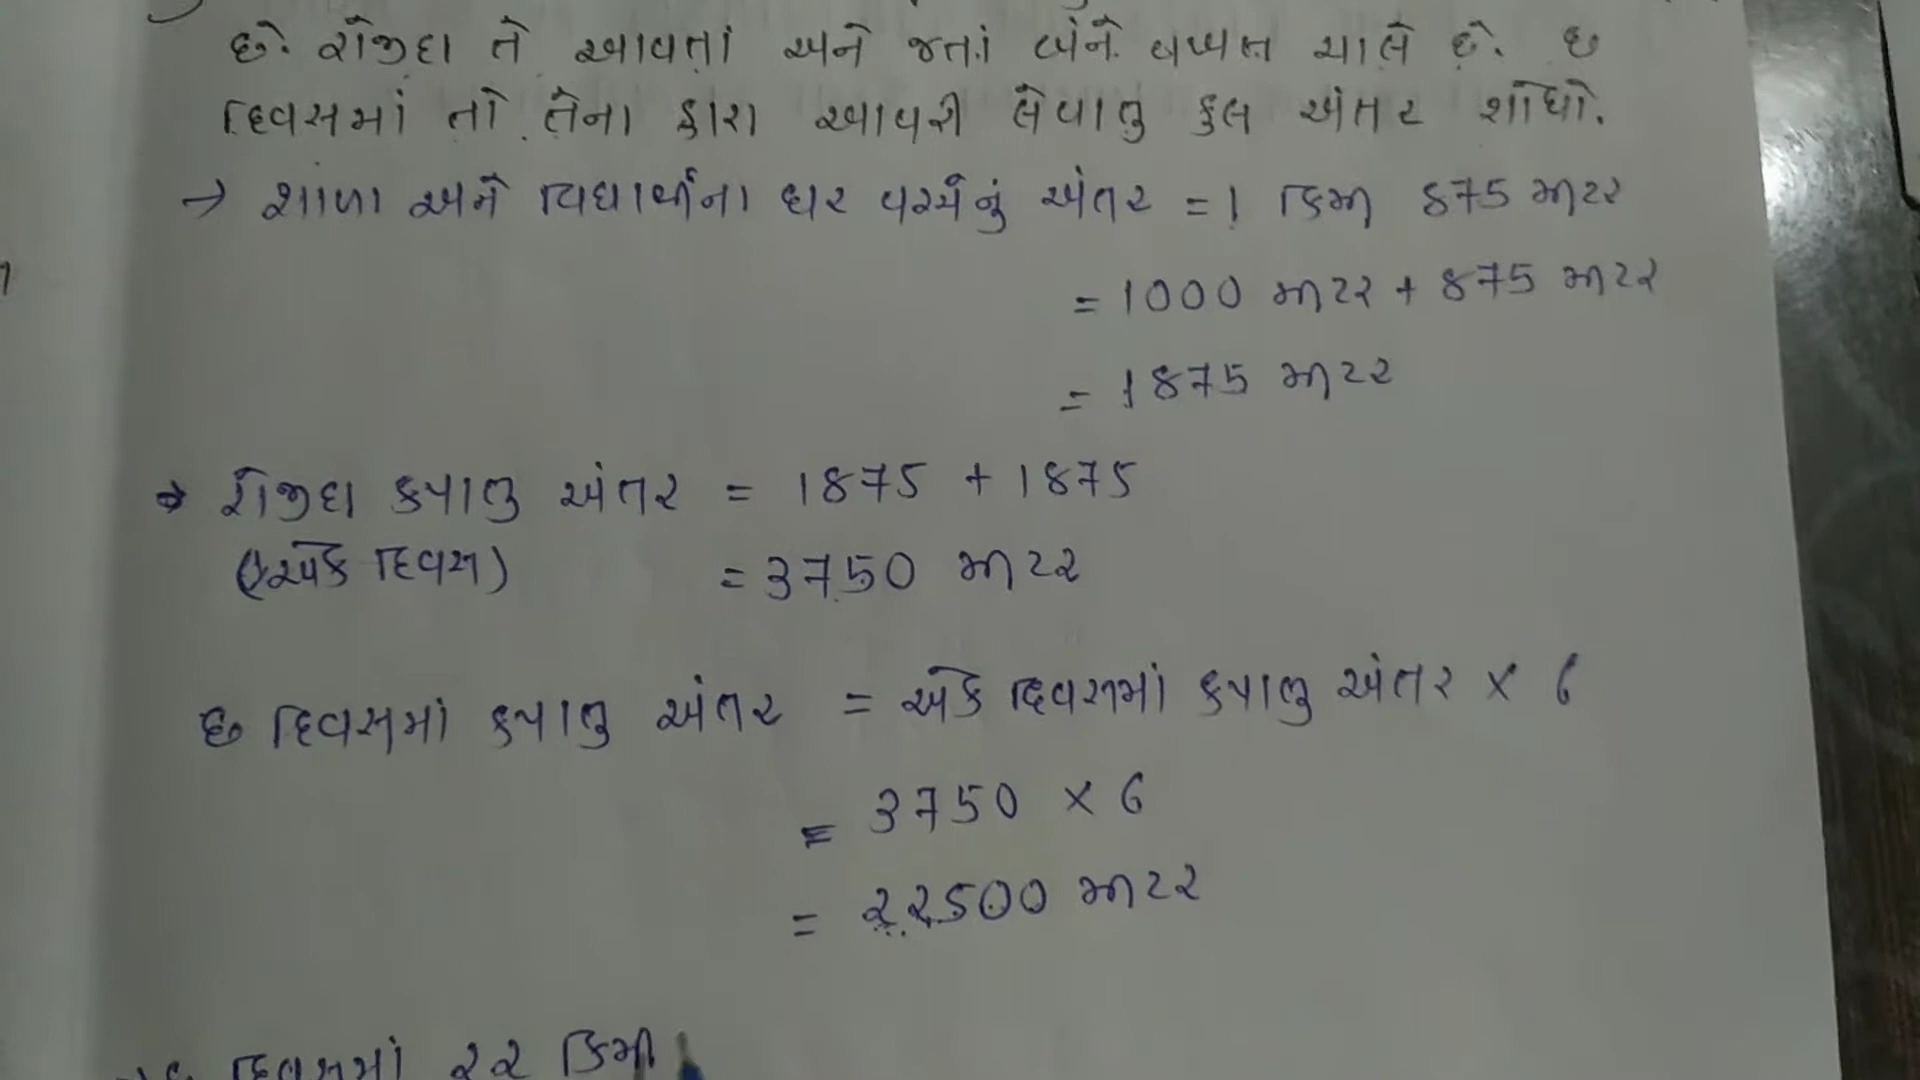 છે. રોજીંદા તે આવતાં અને જતાં બંને વખત ચાલે છે. છ
દિવસમાં તો તેના દ્વારા આવરી લેવાતુ કુલ અંતર શોધો.
→ શાળા અને વિદ્યાર્થીના ઘર વચ્ચેનું અંતર = 1 કિમી 875 મીટર
= 1000 મીટર + 875 મીટર
= 1875 મીટર
→ રોજીંદા કપાતુ અંતર = 1875 + 1875
(એક દિવસ) = 3750 મીટર
છ દિવસમાં કપાતુ અંતર = એક દિવસમાં કપાતુ અંતર × 6
= 3750 × 6
= 22500 મીટર
દિવસમાં 22 કિમી